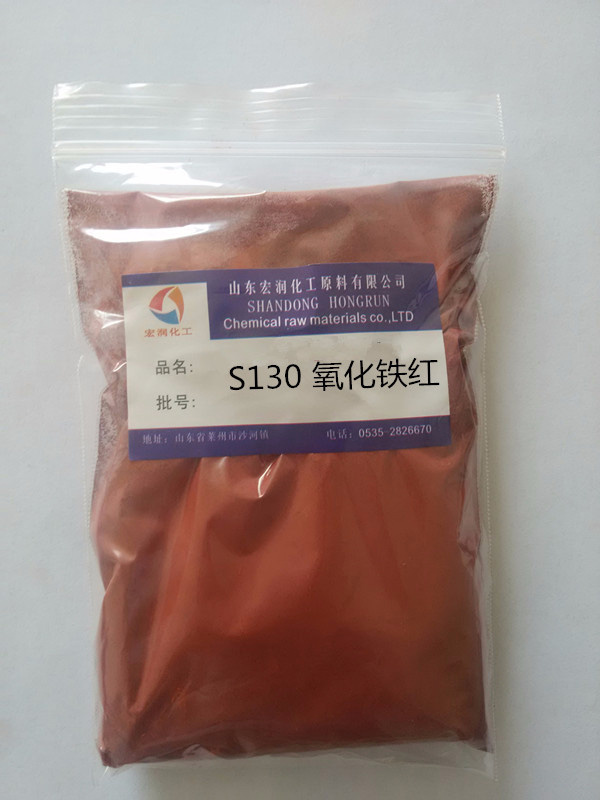 山东宏润化工原料有限公司
SHANDONG HONGRUN
Chemical raw materials co.,LTD
宏润化工
品名: S130 氧化铁红
批号:
地址: 山东省莱州市沙河镇 电话: 0535-2826670